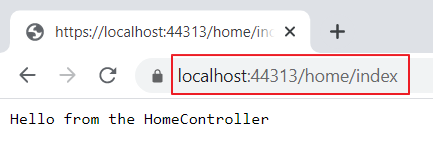 https://localhost:44313/home/inc
localhost:44313/home/index
Hello from the HomeController